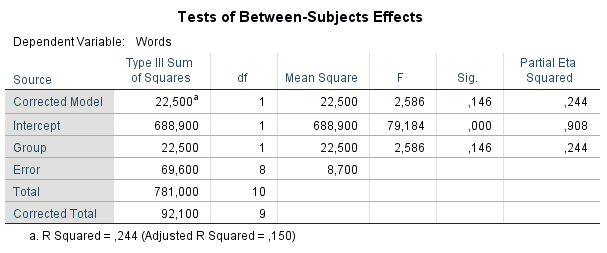 Tests of Between-Subjects Effects
Dependent Variable: Words
Source Type III Sum of Squares df Mean Square F Sig. Partial Eta Squared
Corrected Model 22,500a 1 22,500 2,586 ,146 ,244
Intercept 688,900 1 688,900 79,184 ,000 ,908
Group 22,500 1 22,500 2,586 ,146 ,244
Error 69,600 8 8,700
Total 781,000 10
Corrected Total 92,100 9
a. R Squared = ,244 (Adjusted R Squared = ,150)